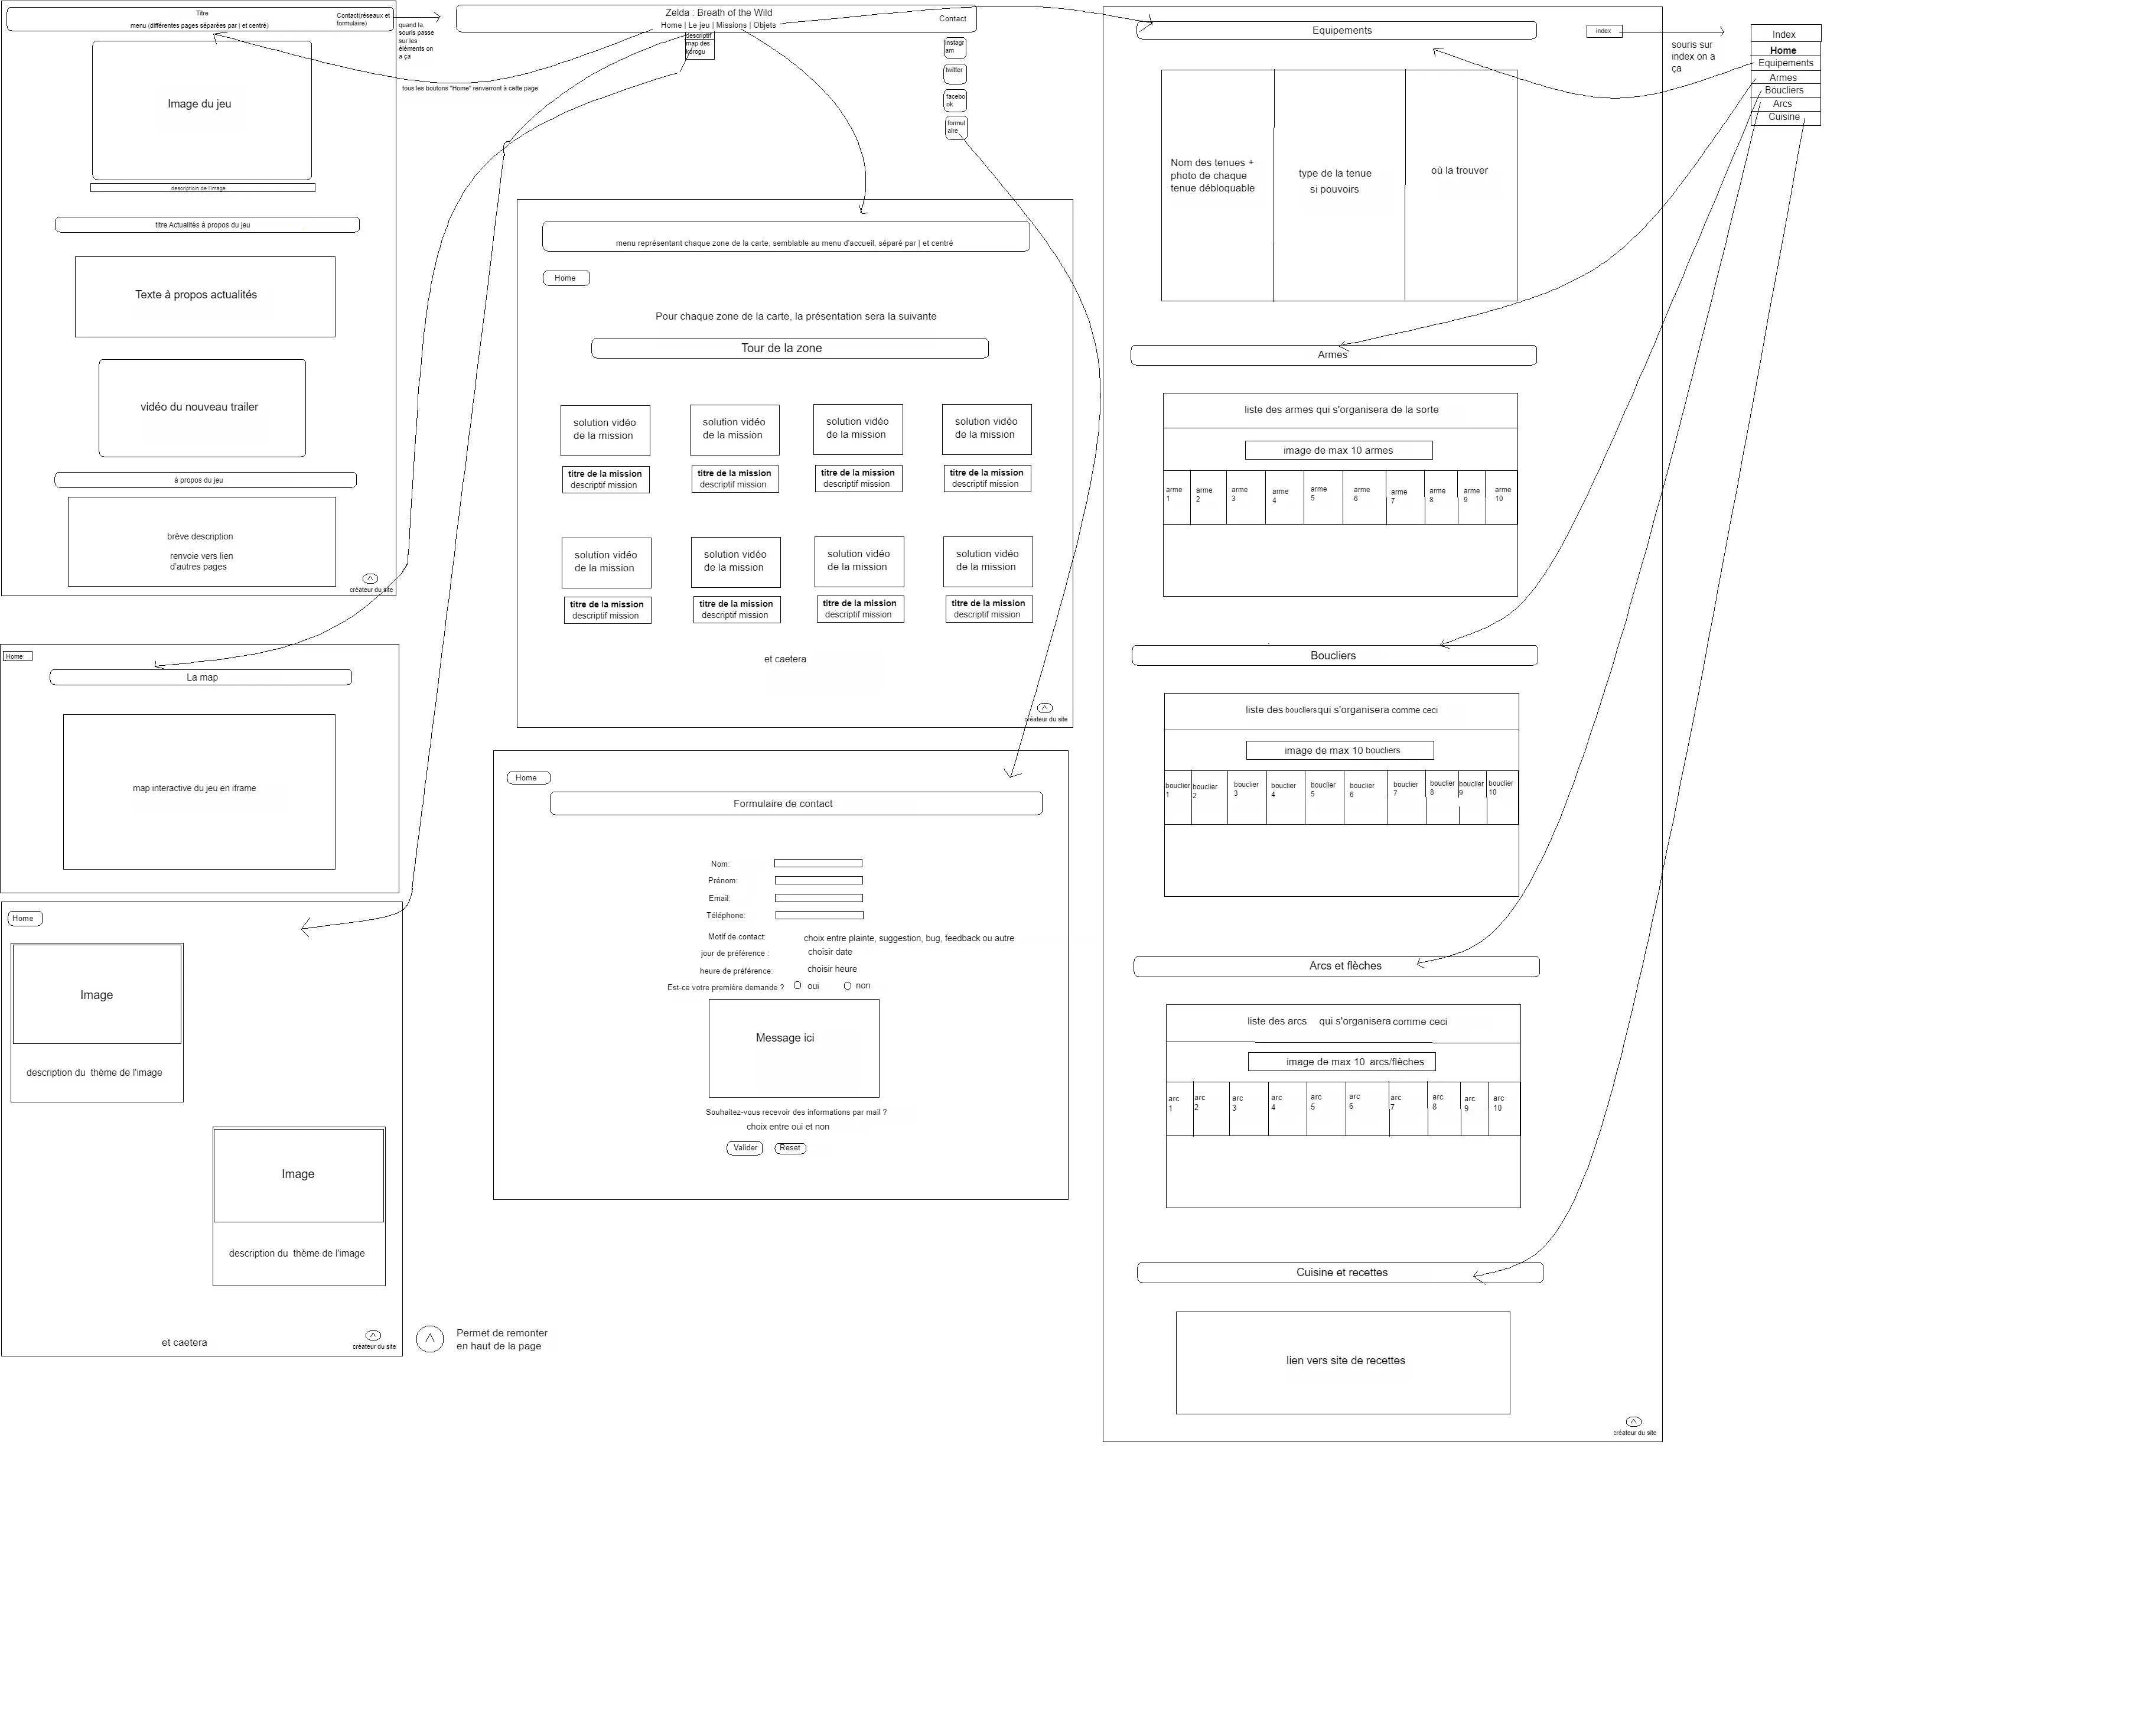 Titre
menu (différentes pages séparées par | et centré)
Contact(réseaux et
formulaire)
Image du jeu
description de l'image
titre Actualités à propos du jeu
Texte à propos actualités
vidéo du nouveau trailer
à propos du jeu
brève description
renvoie vers lien
d'autres pages
créateur du site
quand la,
souris passe
sur les
éléments on
a ça
tous les boutons "Home" renverront à cette page
Zelda : Breath of the Wild
Home | Le jeu | Missions | Objets
Contact
descriptif
map des
korogu
instagr
am
twitter
facebo
ok
formul
aire
Home
La map
map interactive du jeu en iframe
Home
Image
description du thème de l'image
Image
description du thème de l'image
et caetera
créateur du site
Permet de remonter
en haut de la page
menu représentant chaque zone de la carte, semblable au menu d'accueil, séparé par | et centré
Home
Pour chaque zone de la carte, la présentation sera la suivante
Tour de la zone
solution vidéo
de la mission
solution vidéo
de la mission
solution vidéo
de la mission
solution vidéo
de la mission
titre de la mission
descriptif mission
titre de la mission
descriptif mission
titre de la mission
descriptif mission
titre de la mission
descriptif mission
solution vidéo
de la mission
solution vidéo
de la mission
solution vidéo
de la mission
solution vidéo
de la mission
titre de la mission
descriptif mission
titre de la mission
descriptif mission
titre de la mission
descriptif mission
titre de la mission
descriptif mission
et caetera
créateur du site
Home
Formulaire de contact
Nom:
Prénom:
Email:
Téléphone:
Motif de contact: choix entre plainte, suggestion, bug, feedback ou autre
jour de préférence : choisir date
heure de préférence: choisir heure
Est-ce votre première demande ? oui non
Message ici
Souhaitez-vous recevoir des informations par mail ?
choix entre oui et non
Valider Reset
Equipements
index
Nom des tenues +
photo de chaque
tenue débloquable
type de la tenue
si pouvoirs
où la trouver
Armes
liste des armes qui s'organisera de la sorte
image de max 10 armes
arme
1
arme
2
arme
3
arme
4
arme
5
arme
6
arme
7
arme
8
arme
9
arme
10
Boucliers
liste des boucliers qui s'organisera comme ceci
image de max 10 boucliers
bouclier
1
bouclier
2
bouclier
3
bouclier
4
bouclier
5
bouclier
6
bouclier
7
bouclier
8
bouclier
9
bouclier
10
Arcs et flèches
liste des arcs qui s'organisera comme ceci
image de max 10 arcs/flèches
arc
1
arc
2
arc
3
arc
4
arc
5
arc
6
arc
7
arc
8
arc
9
arc
10
Cuisine et recettes
lien vers site de recettes
créateur du site
souris sur
index on a
ça
Index
Home
Equipements
Armes
Boucliers
Arcs
Cuisine